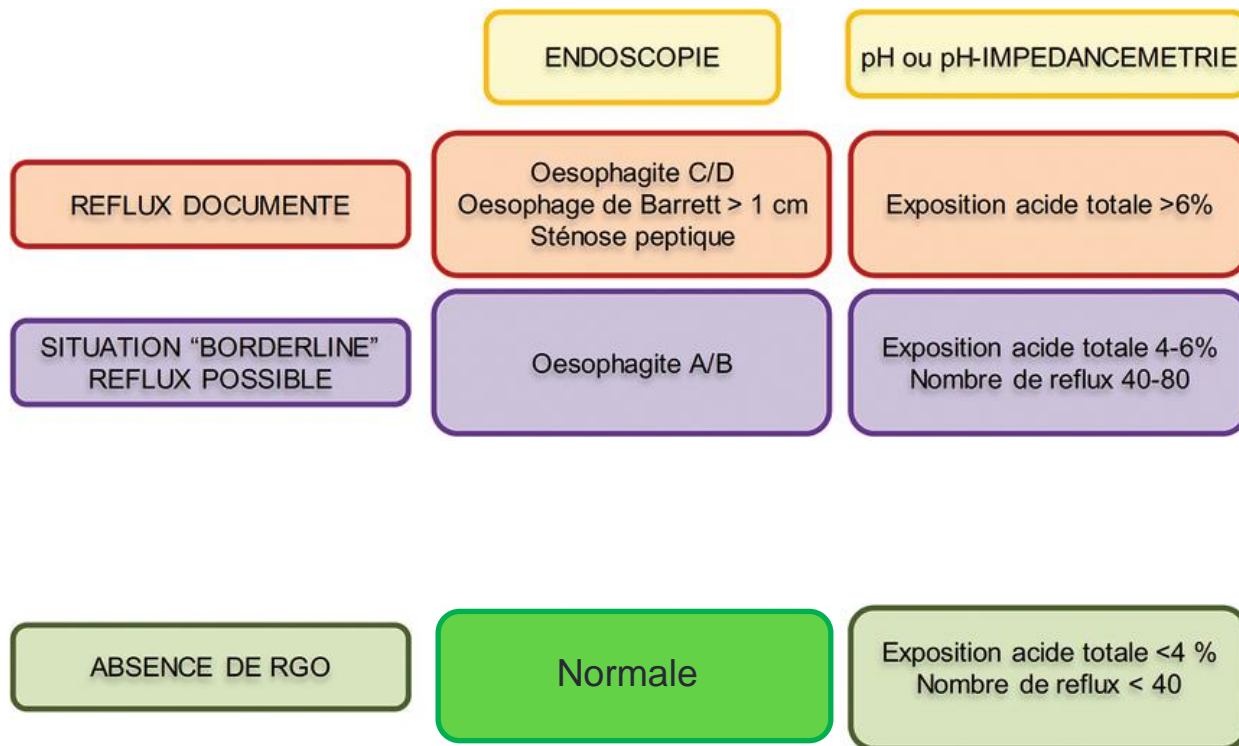 ENDOSCOPIE
pH ou pH-IMPEDANCEMETRIE
REFLUX DOCUMENTE
Oesophagite C/D
Oesophage de Barrett > 1 cm
Sténose peptique
Exposition acide totale >6%
SITUATION “BORDERLINE”
REFLUX POSSIBLE
Oesophagite A/B
Exposition acide totale 4-6%
Nombre de reflux 40-80
ABSENCE DE RGO
Normale
Exposition acide totale <4 %
Nombre de reflux < 40